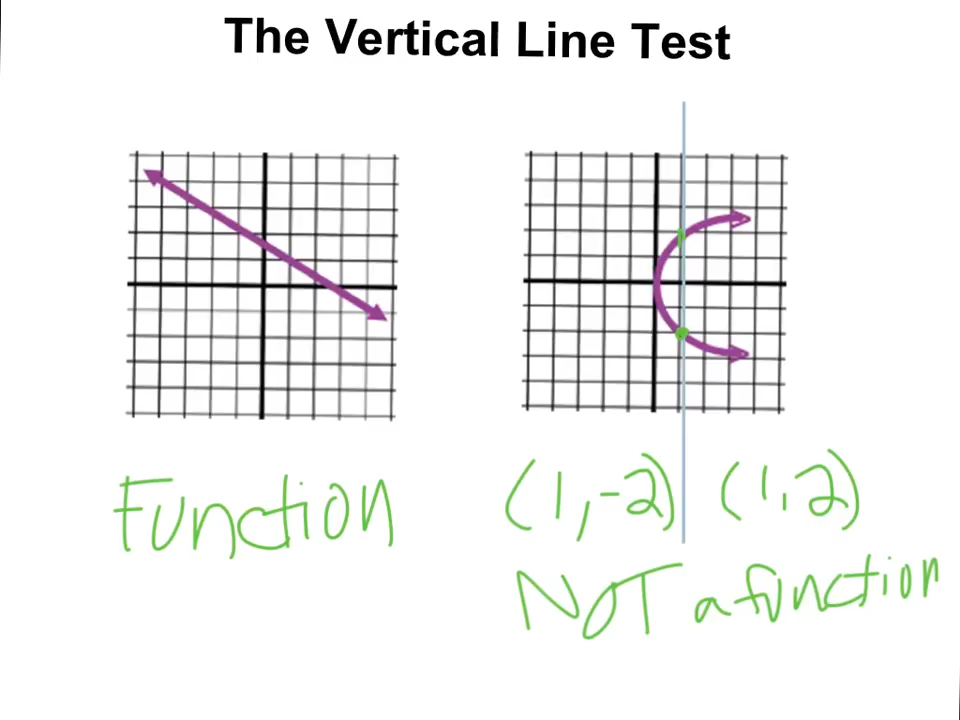 The Vertical Line Test
Function
(1,-2) (1,2)
NOT a function